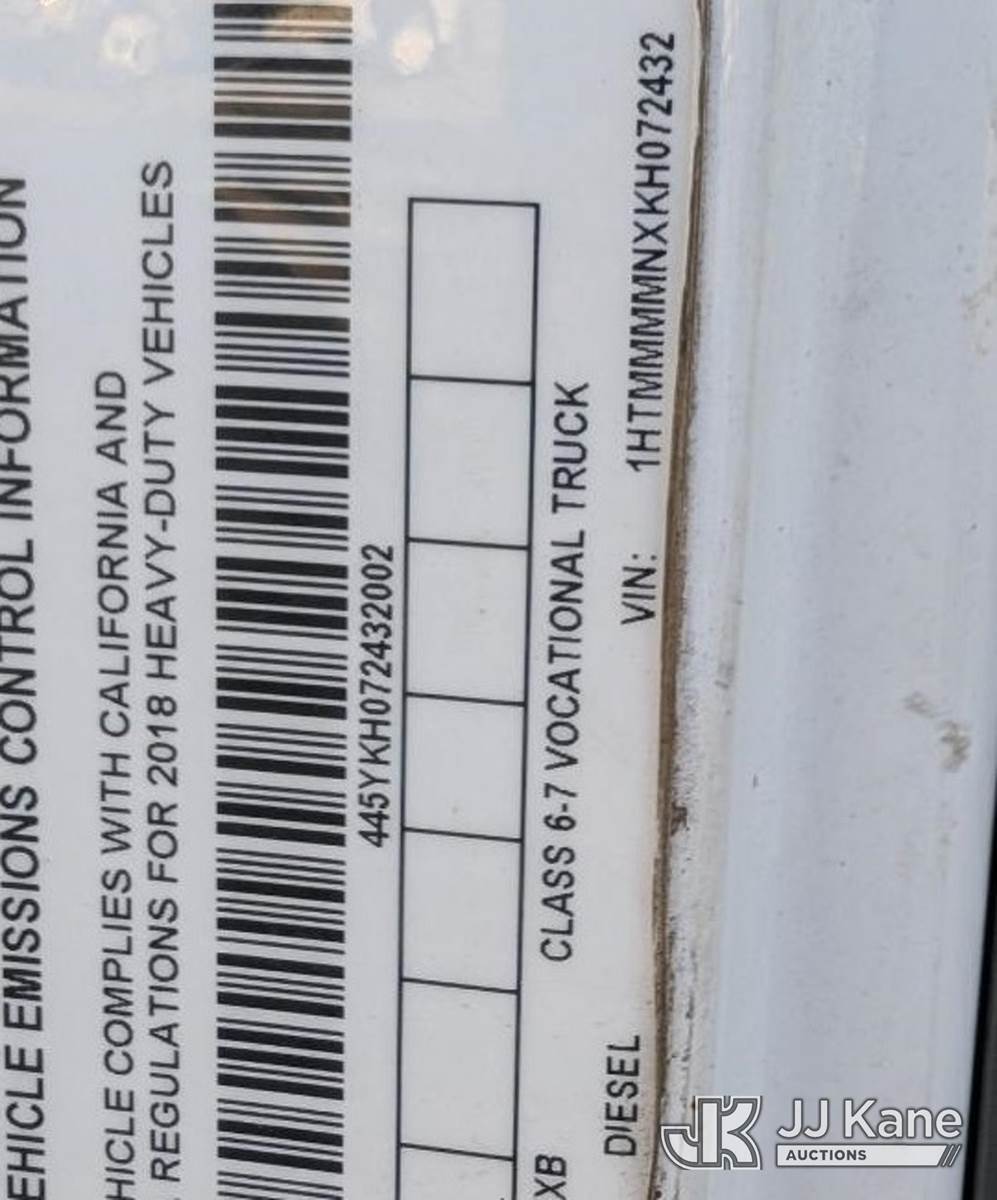 EHICLE EMISSIONS CONTROL INFORMATION
HICLE COMPLIES WITH CALIFORNIA AND
REGULATIONS FOR 2018 HEAVY-DUTY VEHICLES
445YKH072432002
XB CLASS 6-7 VOCATIONAL TRUCK
DIESEL VIN: 1HTMMMMNXKH072432
JK JJ Kane
AUCTIONS